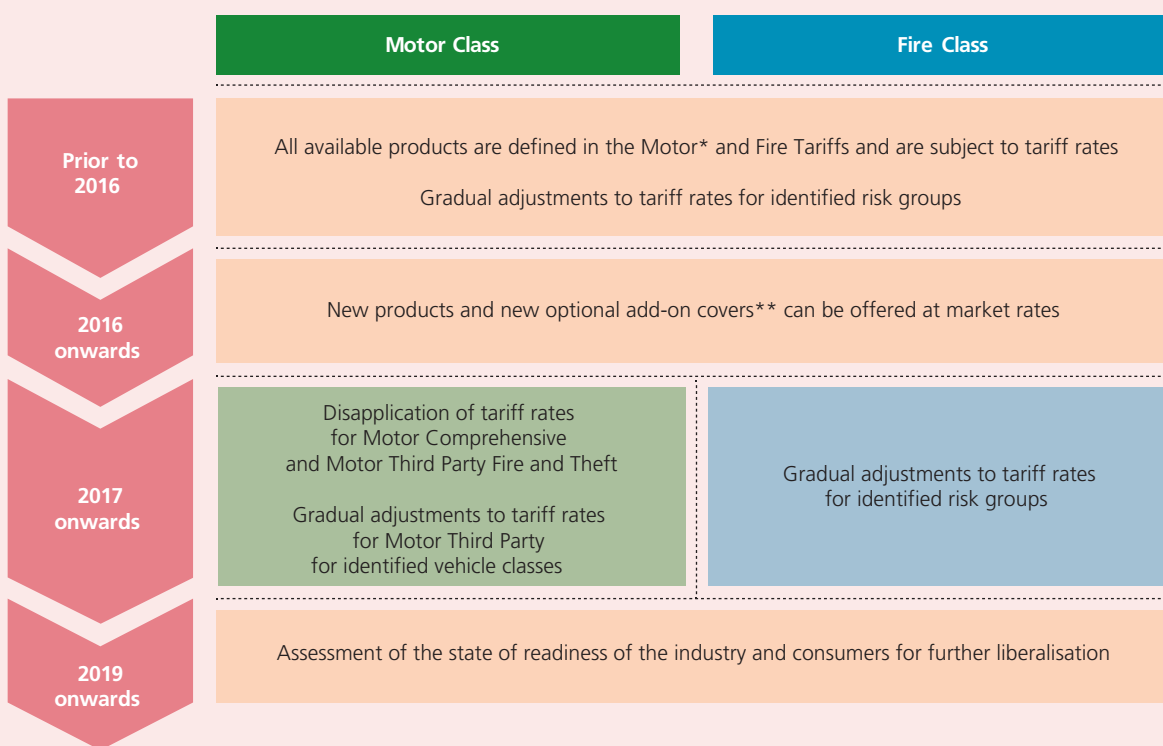 Motor Class
Fire Class
Prior to
2016
All available products are defined in the Motor* and Fire Tariffs and are subject to tariff rates
Gradual adjustments to tariff rates for identified risk groups
2016
onwards
New products and new optional add-on covers** can be offered at market rates
2017
onwards
Disapplication of tariff rates
for Motor Comprehensive
and Motor Third Party Fire and Theft
Gradual adjustments to tariff rates
for Motor Third Party
for identified vehicle classes
Gradual adjustments to tariff rates
for identified risk groups
2019
onwards
Assessment of the state of readiness of the industry and consumers for further liberalisation